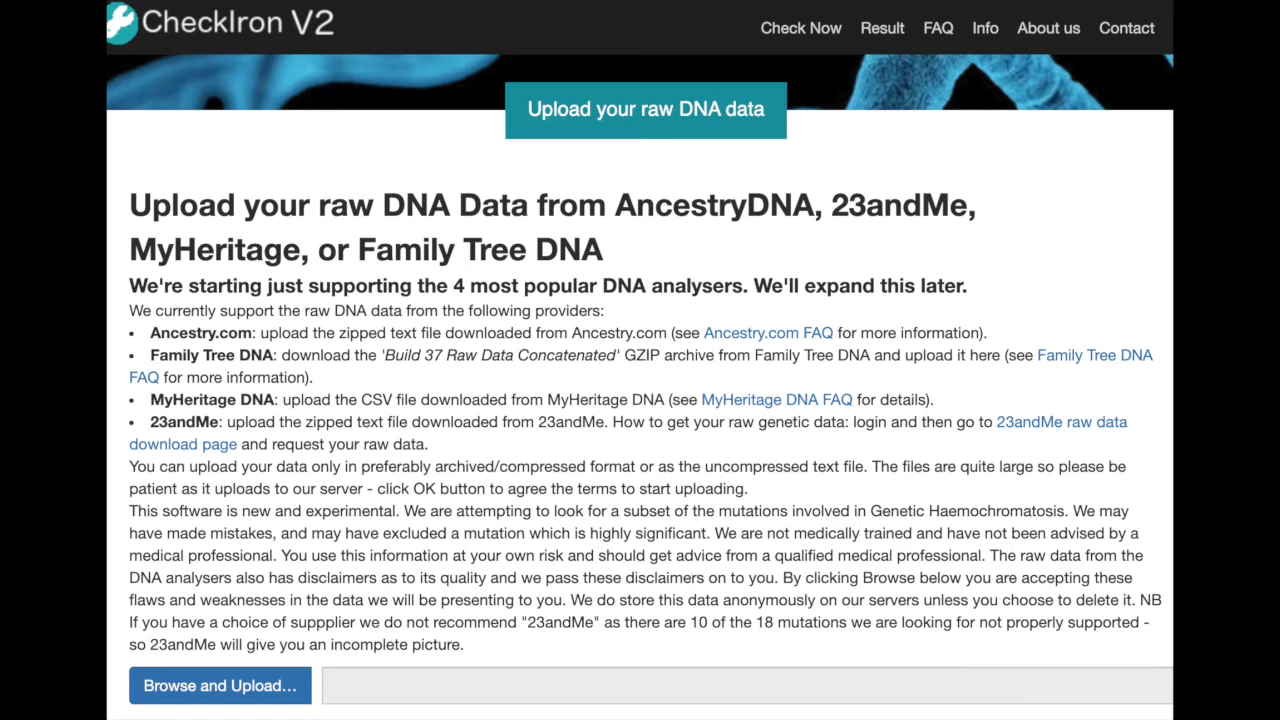 CheckIron V2
Check Now Result FAQ Info About us Contact
Upload your raw DNA data
Upload your raw DNA Data from AncestryDNA, 23andMe,
MyHeritage, or Family Tree DNA
We're starting just supporting the 4 most popular DNA analysers. We'll expand this later.
We currently support the raw DNA data from the following providers:
• Ancestry.com: upload the zipped text file downloaded from Ancestry.com (see Ancestry.com FAQ for more information).
• Family Tree DNA: download the 'Build 37 Raw Data Concatenated' GZIP archive from Family Tree DNA and upload it here (see Family Tree DNA
FAQ for more information).
• MyHeritage DNA: upload the CSV file downloaded from MyHeritage DNA (see MyHeritage DNA FAQ for details).
• 23andMe: upload the zipped text file downloaded from 23andMe. How to get your raw genetic data: login and then go to 23andMe raw data
download page and request your raw data.
You can upload your data only in preferably archived/compressed format or as the uncompressed text file. The files are quite large so please be
patient as it uploads to our server - click OK button to agree the terms to start uploading.
This software is new and experimental. We are attempting to look for a subset of the mutations involved in Genetic Haemochromatosis. We may
have made mistakes, and may have excluded a mutation which is highly significant. We are not medically trained and have not been advised by a
medical professional. You use this information at your own risk and should get advice from a qualified medical professional. The raw data from the
DNA analysers also has disclaimers as to its quality and we pass these disclaimers on to you. By clicking Browse below you are accepting these
flaws and weaknesses in the data we will be presenting to you. We do store this data anonymously on our servers unless you choose to delete it. NB
If you have a choice of suppplier we do not recommend "23andMe" as there are 10 of the 18 mutations we are looking for not properly supported -
so 23andMe will give you an incomplete picture.
Browse and Upload…